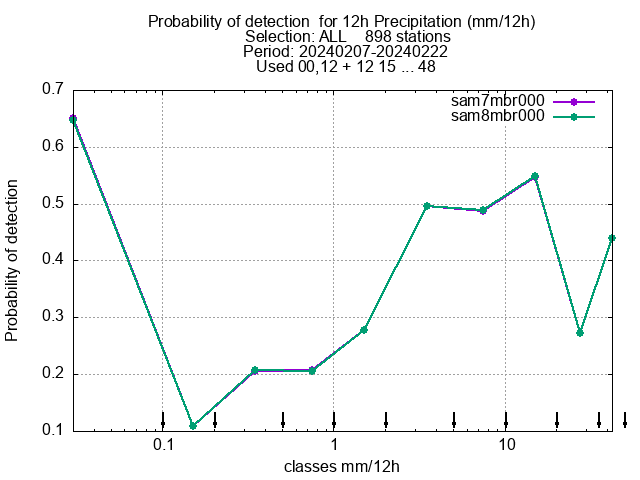 Probability of detection  for 12h Precipitation (mm/12h)
Selection: ALL    898 stations
Period: 20240207-20240222
Used 00,12 + 12 15 ... 48
sam7mbr000
sam8mbr000
0.7
0.6
0.5
0.4
0.3
0.2
0.1
Probability of detection
0.1
1
10
classes mm/12h